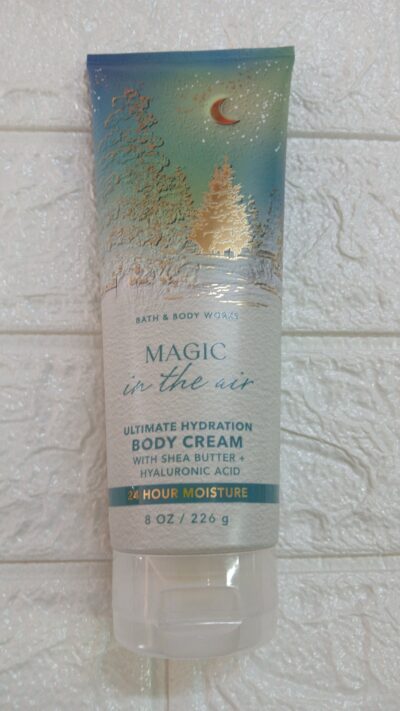 BATH & BODY WORKS
MAGIC
in the air
ULTIMATE HYDRATION
BODY CREAM
WITH SHEA BUTTER +
HYALURONIC ACID
24 HOUR MOISTURE
8 OZ / 226 g